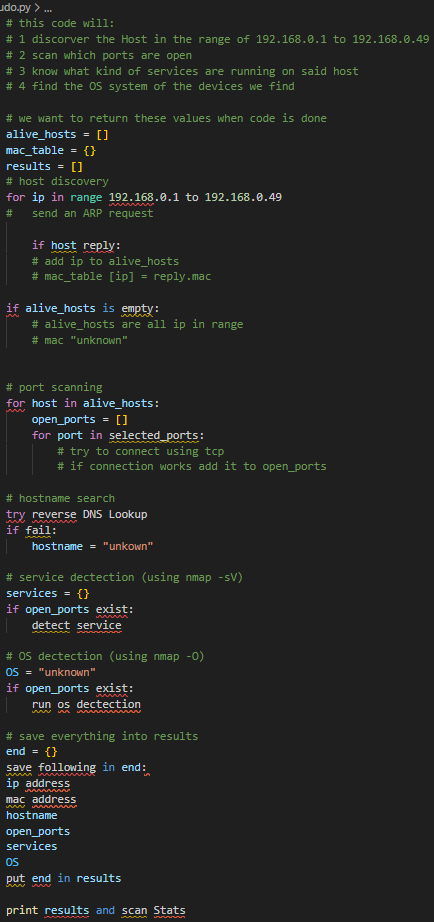 udo.py > ...
# this code will:
# 1 discorver the Host in the range of 192.168.0.1 to 192.168.0.49
# 2 scan which ports are open
# 3 know what kind of services are running on said host
# 4 find the OS system of the devices we find
# we want to return these values when code is done
alive_hosts = []
mac_table = {}
results = []
# host discovery
for ip in range 192.168.0.1 to 192.168.0.49
#   send an ARP request
    if host reply:
    # add ip to alive_hosts
    # mac_table [ip] = reply.mac
if alive_hosts is empty:
    # alive_hosts are all ip in range
    # mac "unknown"
# port scanning
for host in alive_hosts:
    open_ports = []
    for port in selected_ports:
        # try to connect using tcp
        # if connection works add it to open_ports
# hostname search
try reverse DNS Lookup
if fail:
    hostname = "unkown"
# service dectection (using nmap -sV)
services = {}
if open_ports exist:
    detect service
# OS dectection (using nmap -O)
OS = "unknown"
if open_ports exist:
    run os dectection
# save everything into results
end = {}
save following in end:
ip address
mac address
hostname
open_ports
services
OS
put end in results
print results and scan Stats